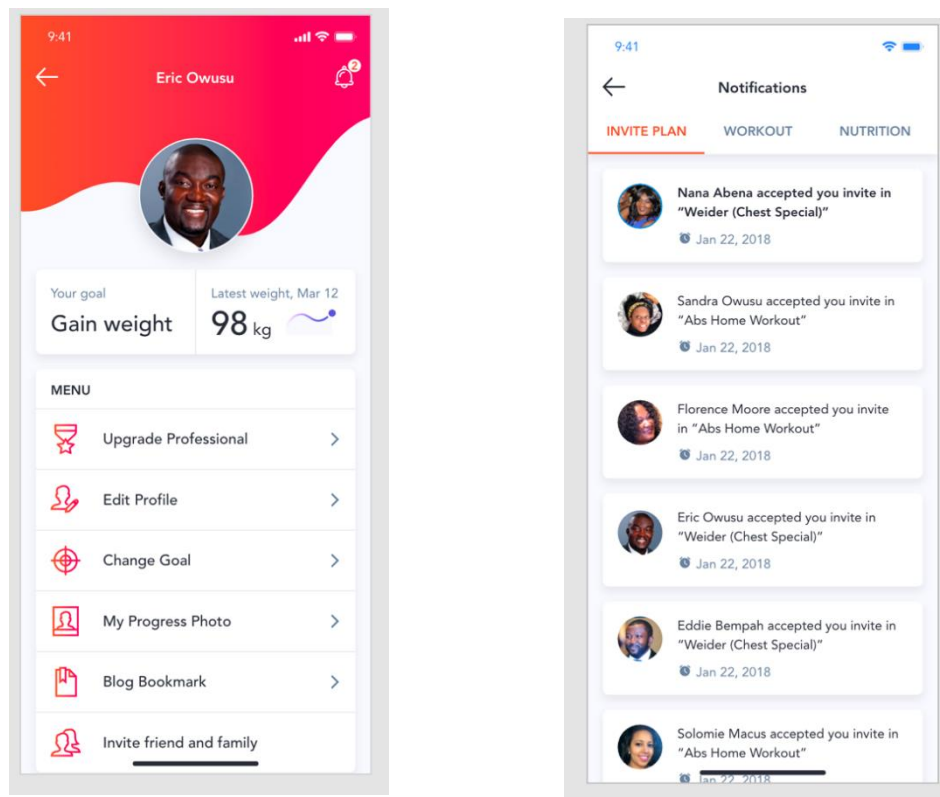 9:41
Eric Owusu
2
Your goal
Gain weight
Latest weight, Mar 12
98 kg
MENU
Upgrade Professional
Edit Profile
Change Goal
My Progress Photo
Blog Bookmark
Invite friend and family
9:41
Notifications
INVITE PLAN
WORKOUT
NUTRITION
Nana Abena accepted you invite in
“Weider (Chest Special)”
Jan 22, 2018
Sandra Owusu accepted you invite in
“Abs Home Workout”
Jan 22, 2018
Florence Moore accepted you invite
in “Abs Home Workout”
Jan 22, 2018
Eric Owusu accepted you invite in
“Weider (Chest Special)”
Jan 22, 2018
Eddie Bempah accepted you invite in
“Weider (Chest Special)”
Jan 22, 2018
Solomie Macus accepted you invite in
“Abs Home Workout”
Jan 22, 2018